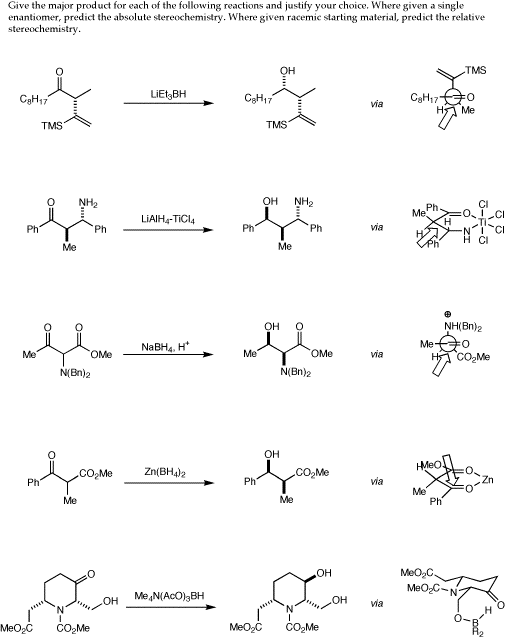 Give the major product for each of the following reactions and justify your choice. Where given a single
enantiomer, predict the absolute stereochemistry. Where given racemic starting material, predict the relative
stereochemistry.
O
C8H17
TMS
LiEt3BH
OH
C8H17
TMS
via
TMS
C8H17
O
H
Me
O
NH2
Ph
Ph
Me
LiAlH4-TiCl4
OH
NH2
Ph
Ph
Me
via
Ph
Me
H
O
Cl
Ti
Cl
Cl
Cl
H
Ph
N
H
O
O
Me
OMe
N(Bn)2
NaBH4, H+
OH
O
Me
OMe
N(Bn)2
via
⊕
NH(Bn)2
Me
O
H
CO2Me
O
Ph
CO2Me
Me
Zn(BH4)2
OH
Ph
CO2Me
Me
via
H
MeO
O
Zn
Me
O
Ph
O
OH
N
MeO2C
CO2Me
Me4N(AcO)3BH
OH
OH
N
MeO2C
CO2Me
via
MeO2C
N
MeO2C
O
O
H
B
H2